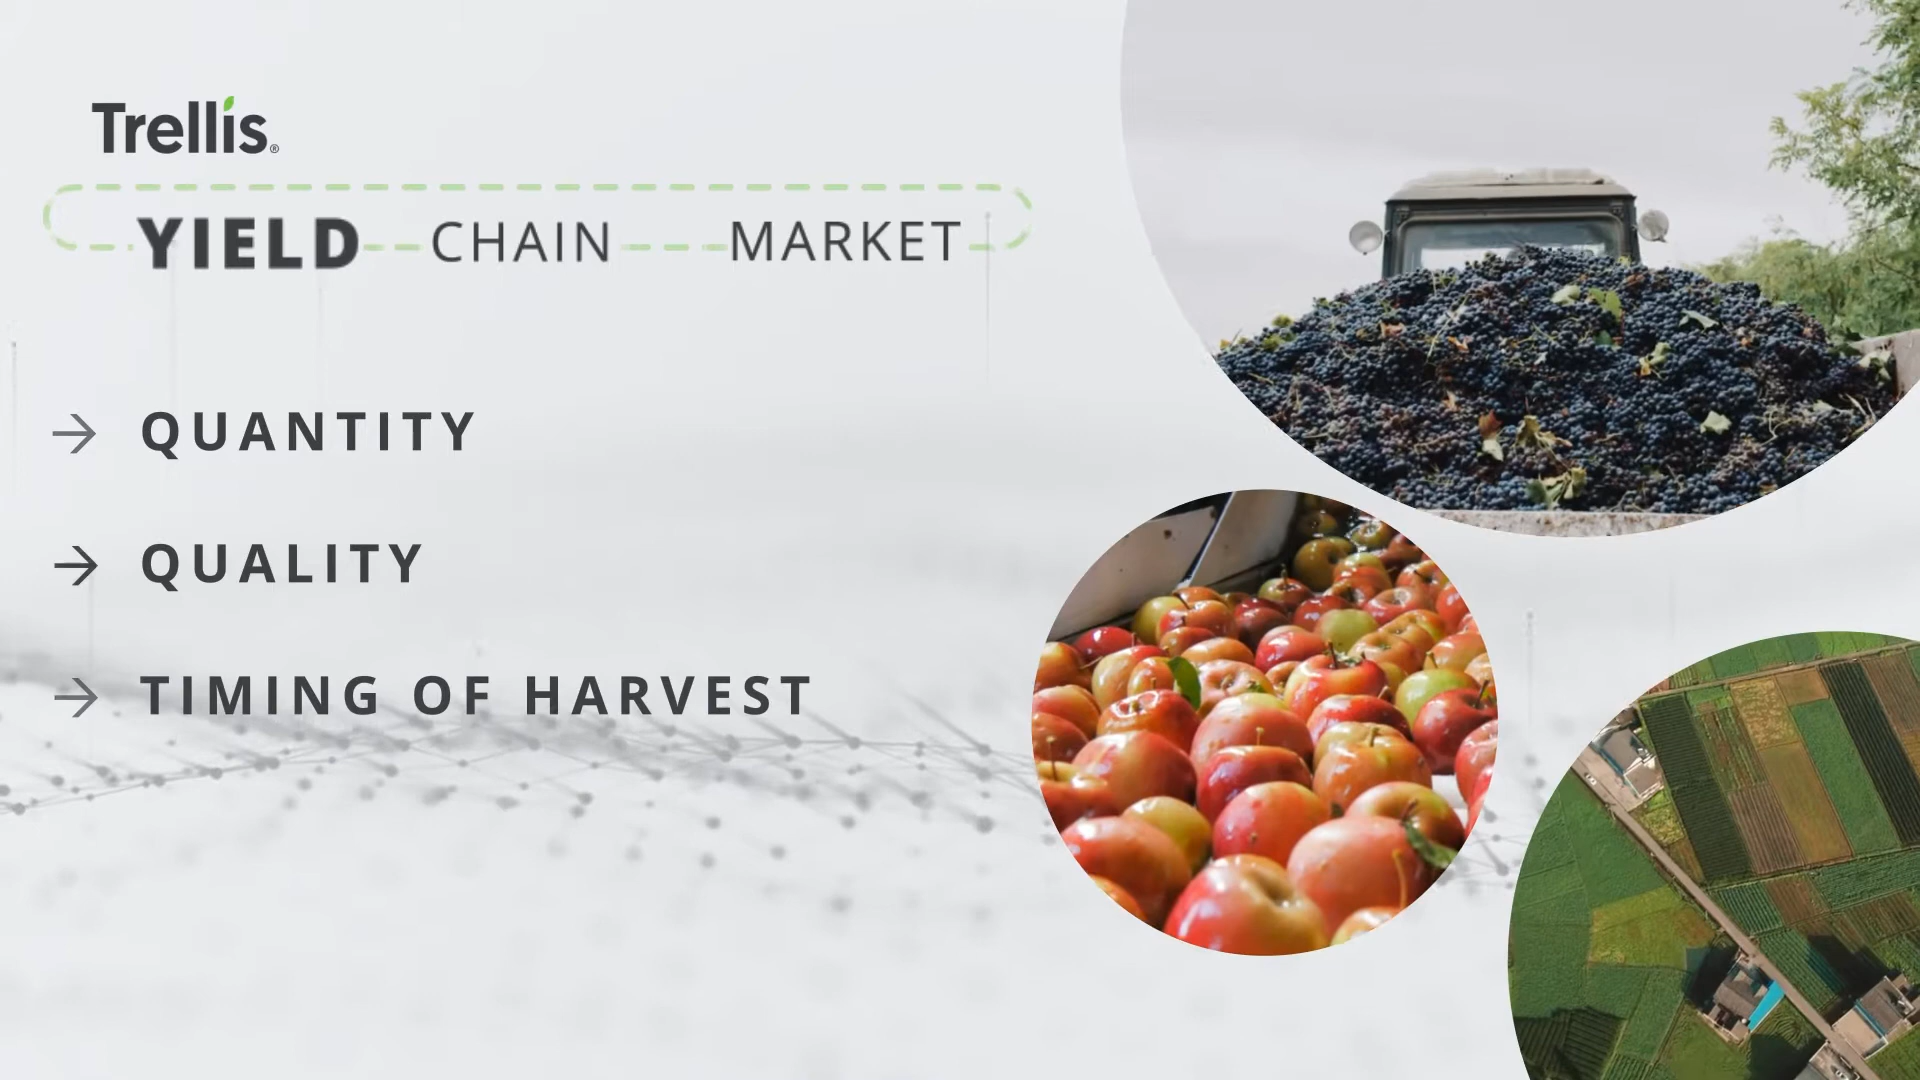 Trellis®
YIELD CHAIN MARKET
→ QUANTITY
→ QUALITY
→ TIMING OF HARVEST